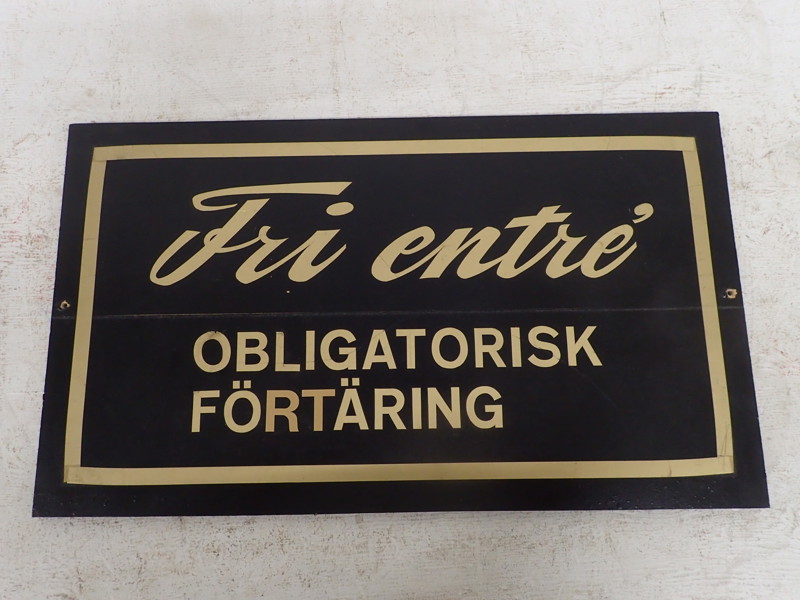 Fri entré
OBLIGATORISK
FÖRTÄRING